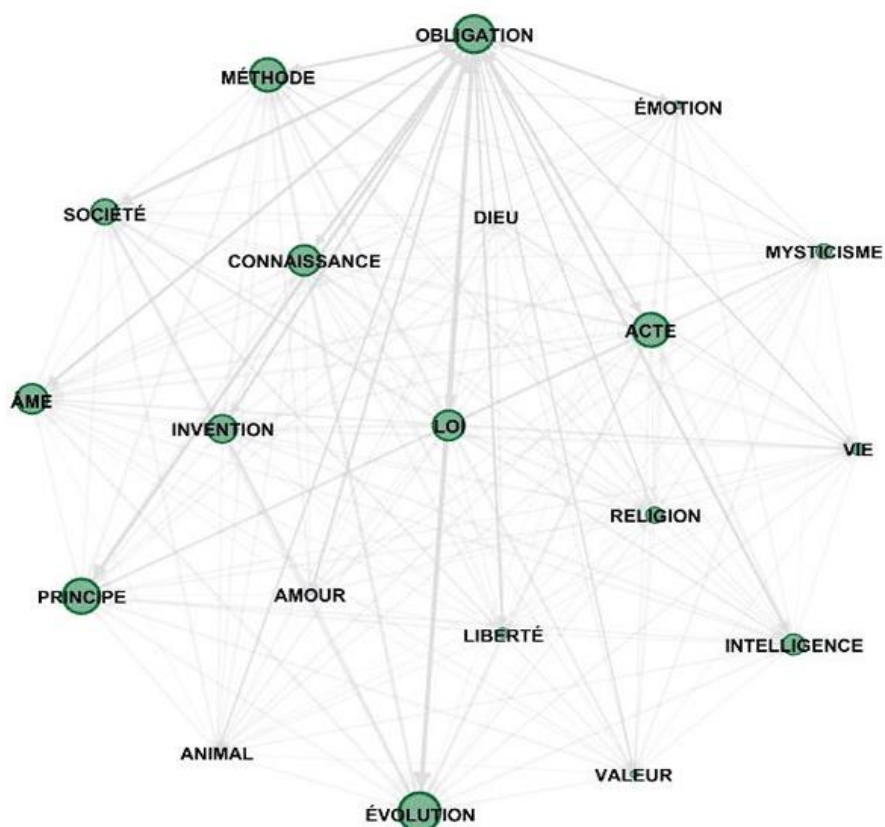 OBLIGATION
MÉTHODE
ÉMOTION
SOCIÉTÉ
DIEU
CONNAISSANCE
MYSTICISME
ACTE
ÂME
INVENTION
LOI
VIE
RELIGION
PRINCIPE
AMOUR
LIBERTÉ
INTELLIGENCE
ANIMAL
VALEUR
ÉVOLUTION